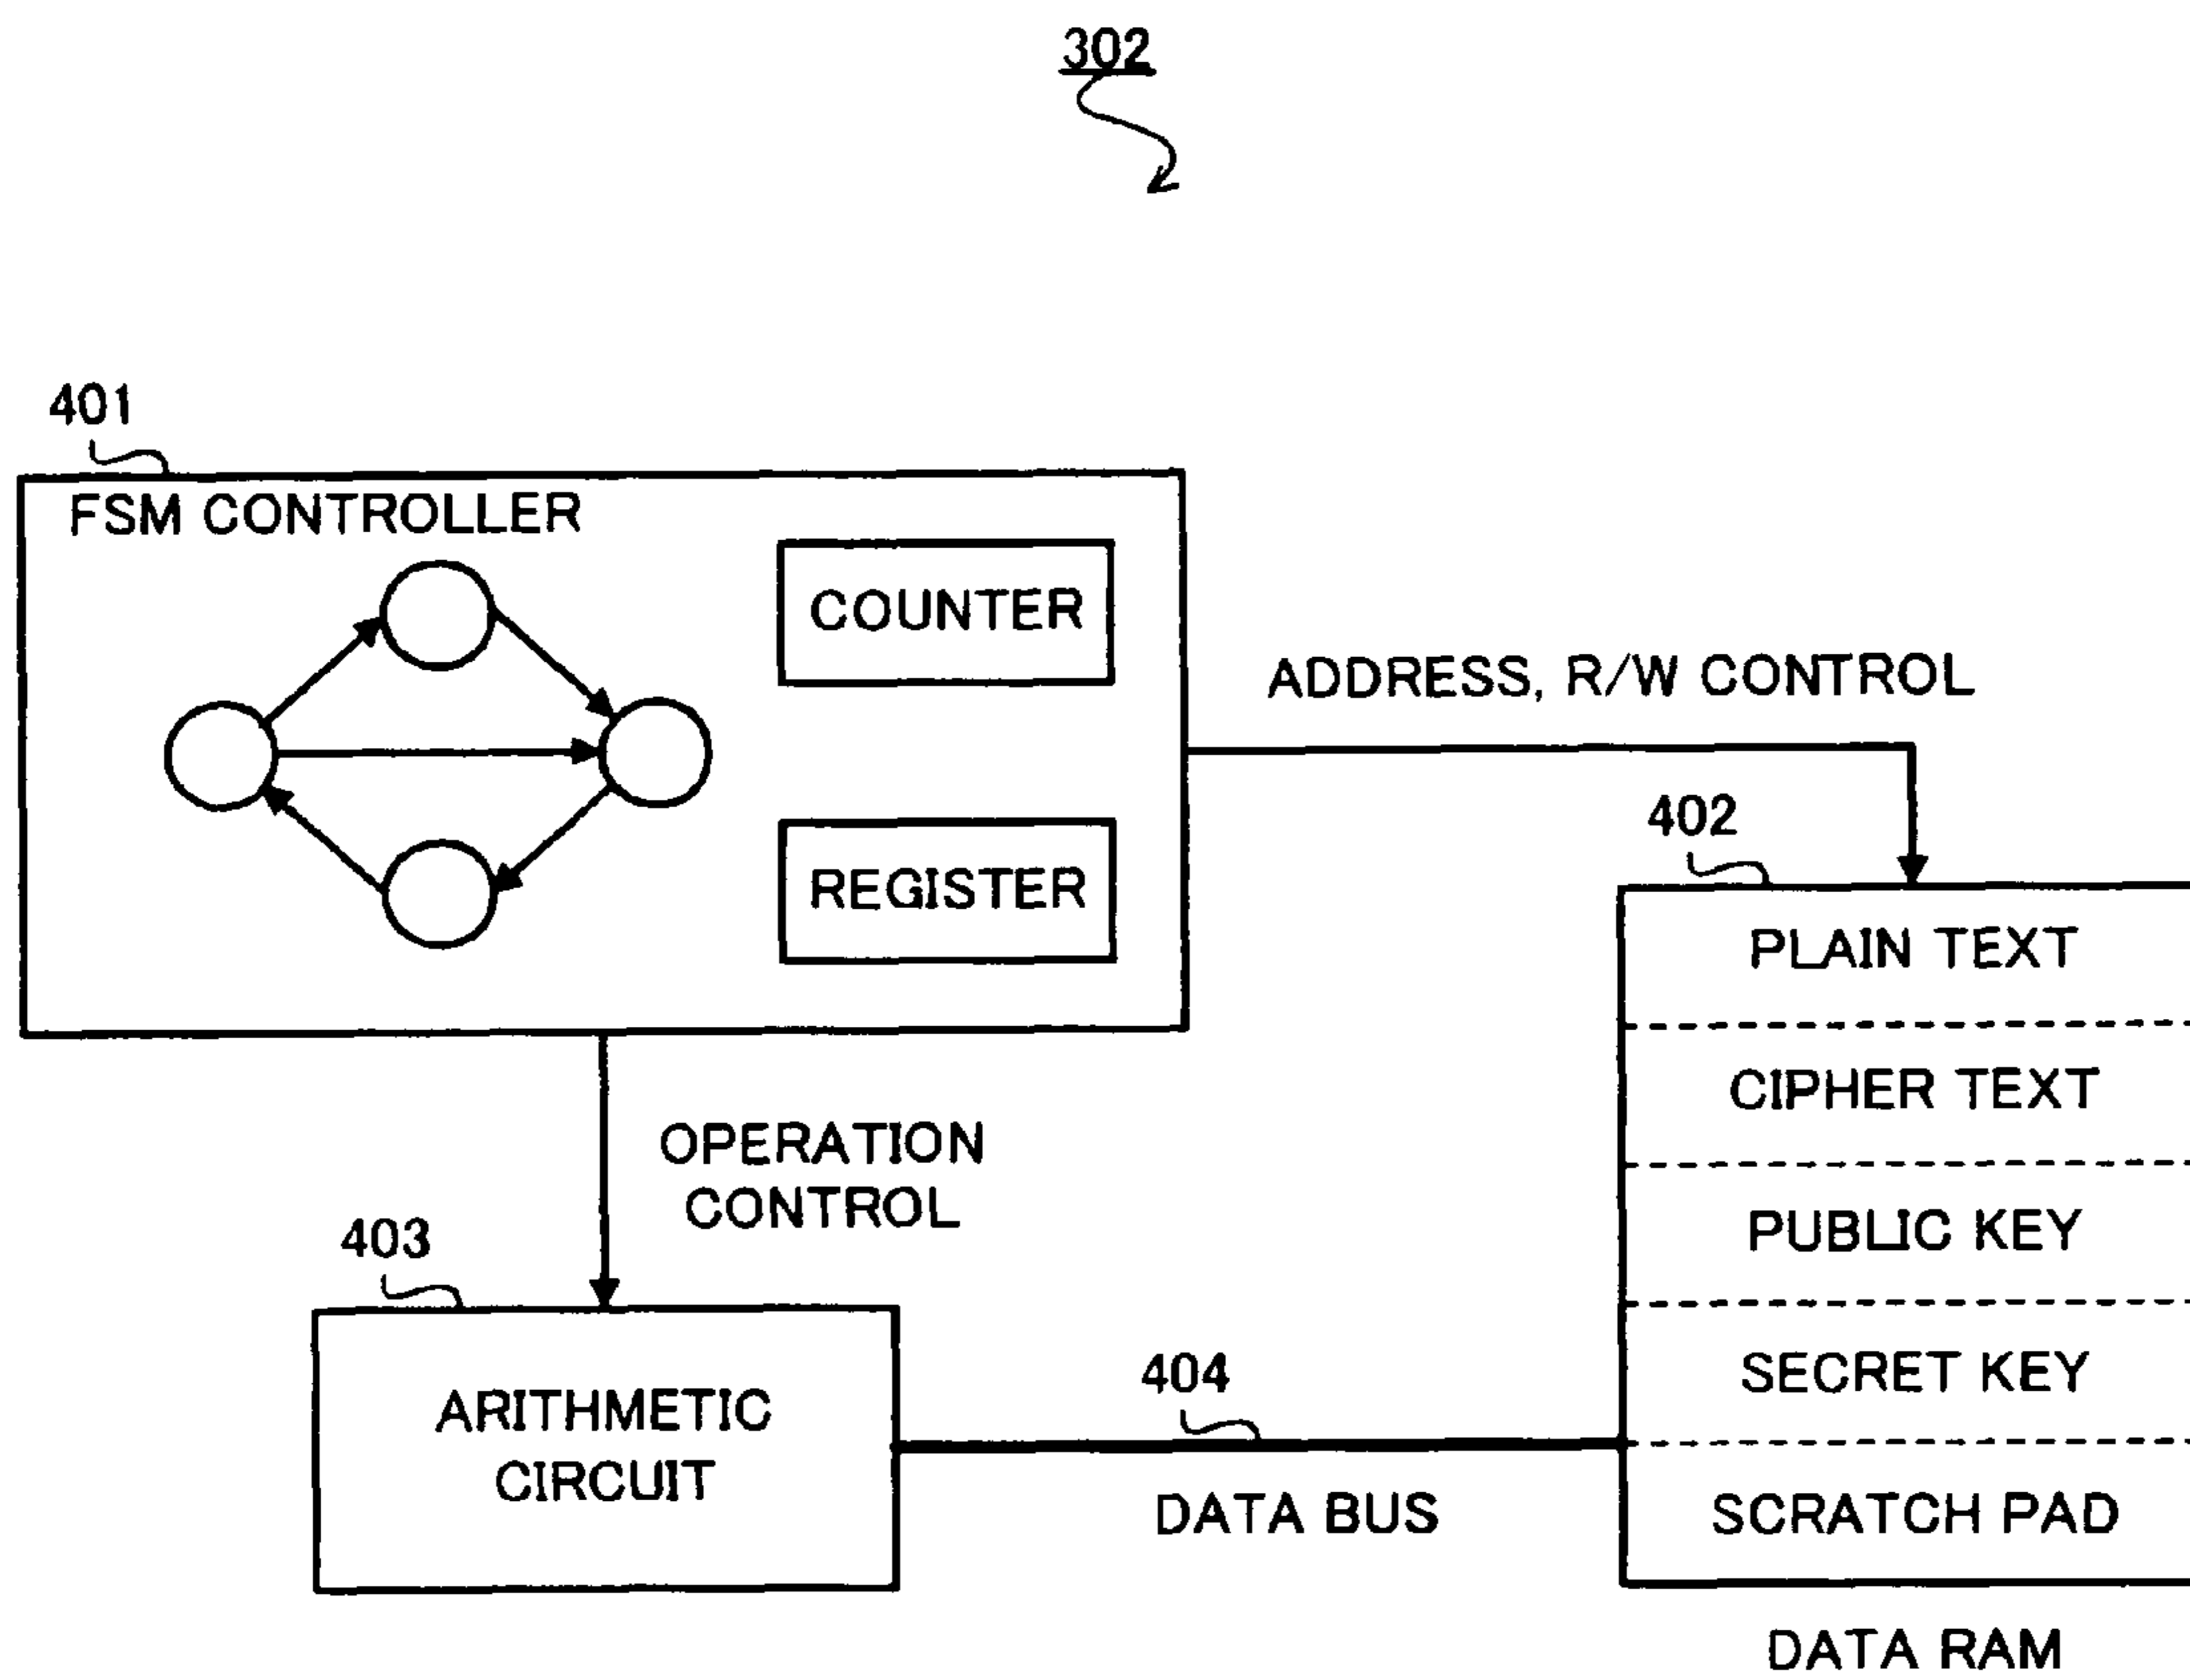 302
401
FSM CONTROLLER
COUNTER
REGISTER
ADDRESS, R/W CONTROL
402
PLAIN TEXT
CIPHER TEXT
PUBLIC KEY
SECRET KEY
SCRATCH PAD
DATA RAM
OPERATION
CONTROL
403
ARITHMETIC
CIRCUIT
404
DATA BUS